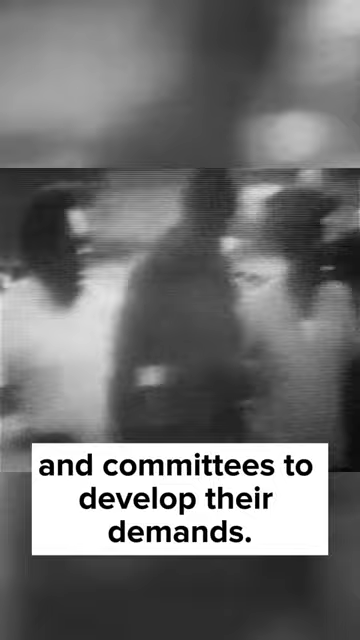 and committees to
develop their
demands.